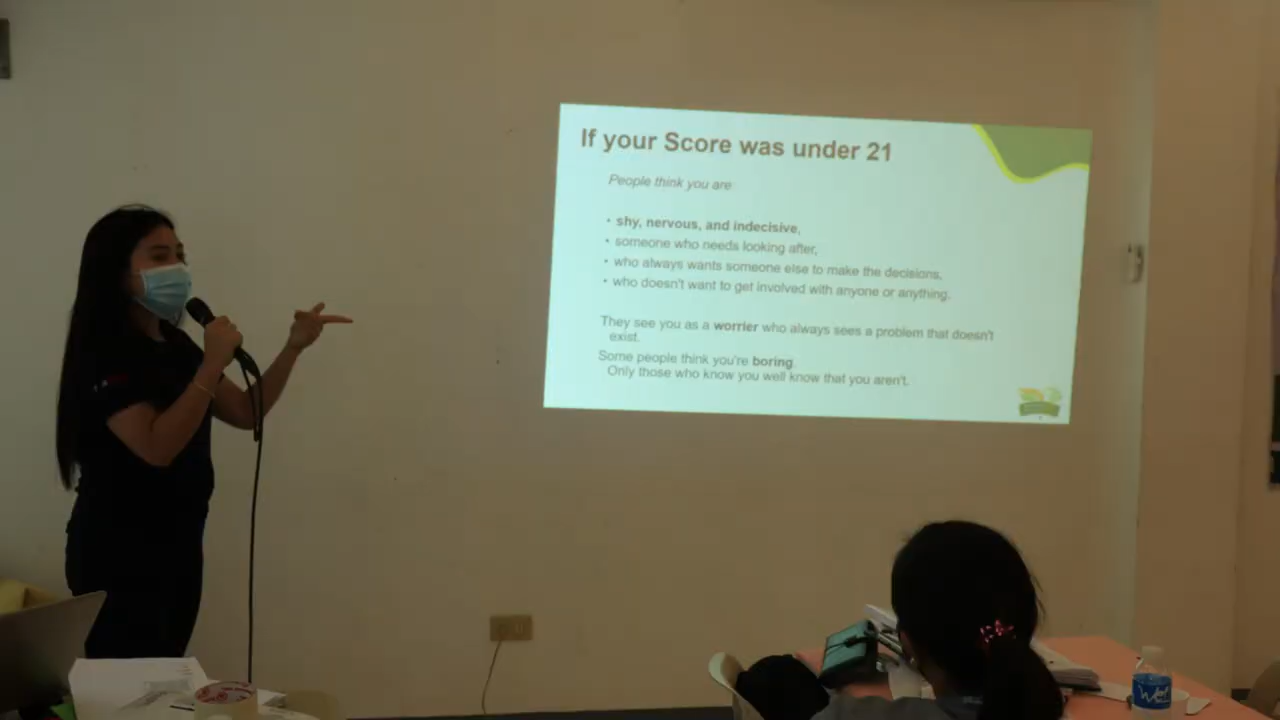 If your Score was under 21
People think you are
• shy, nervous, and indecisive,
• someone who needs looking after,
• who always wants someone else to make the decisions,
• who doesn't want to get involved with anyone or anything.
They see you as a worrier who always sees a problem that doesn't
exist.
Some people think you're boring.
Only those who know you well know that you aren't.